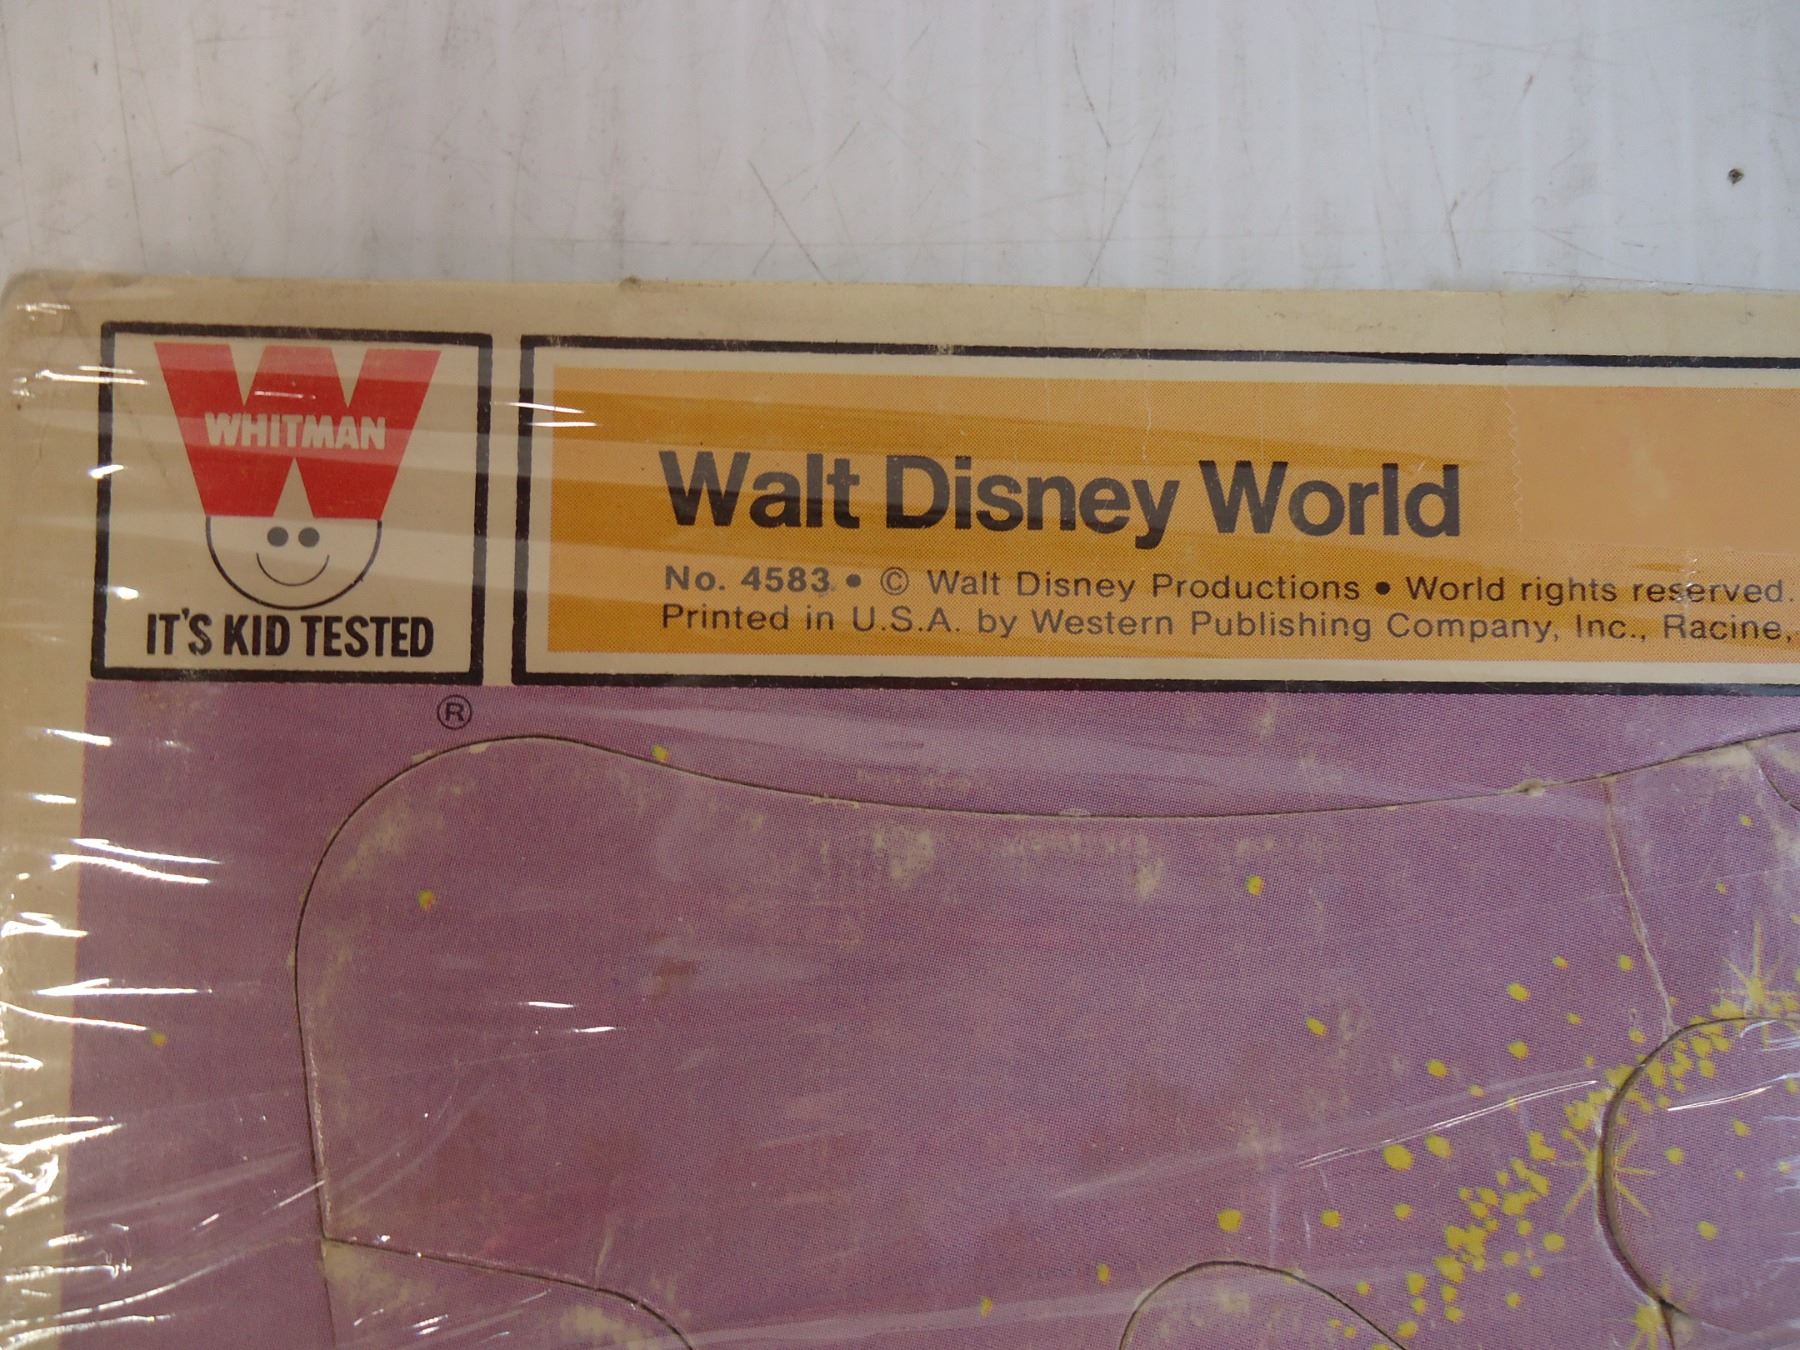 WHITMAN
IT'S KID TESTED
®
Walt Disney World
No. 4583 • © Walt Disney Productions • World rights reserved.
Printed in U.S.A. by Western Publishing Company, Inc., Racine,